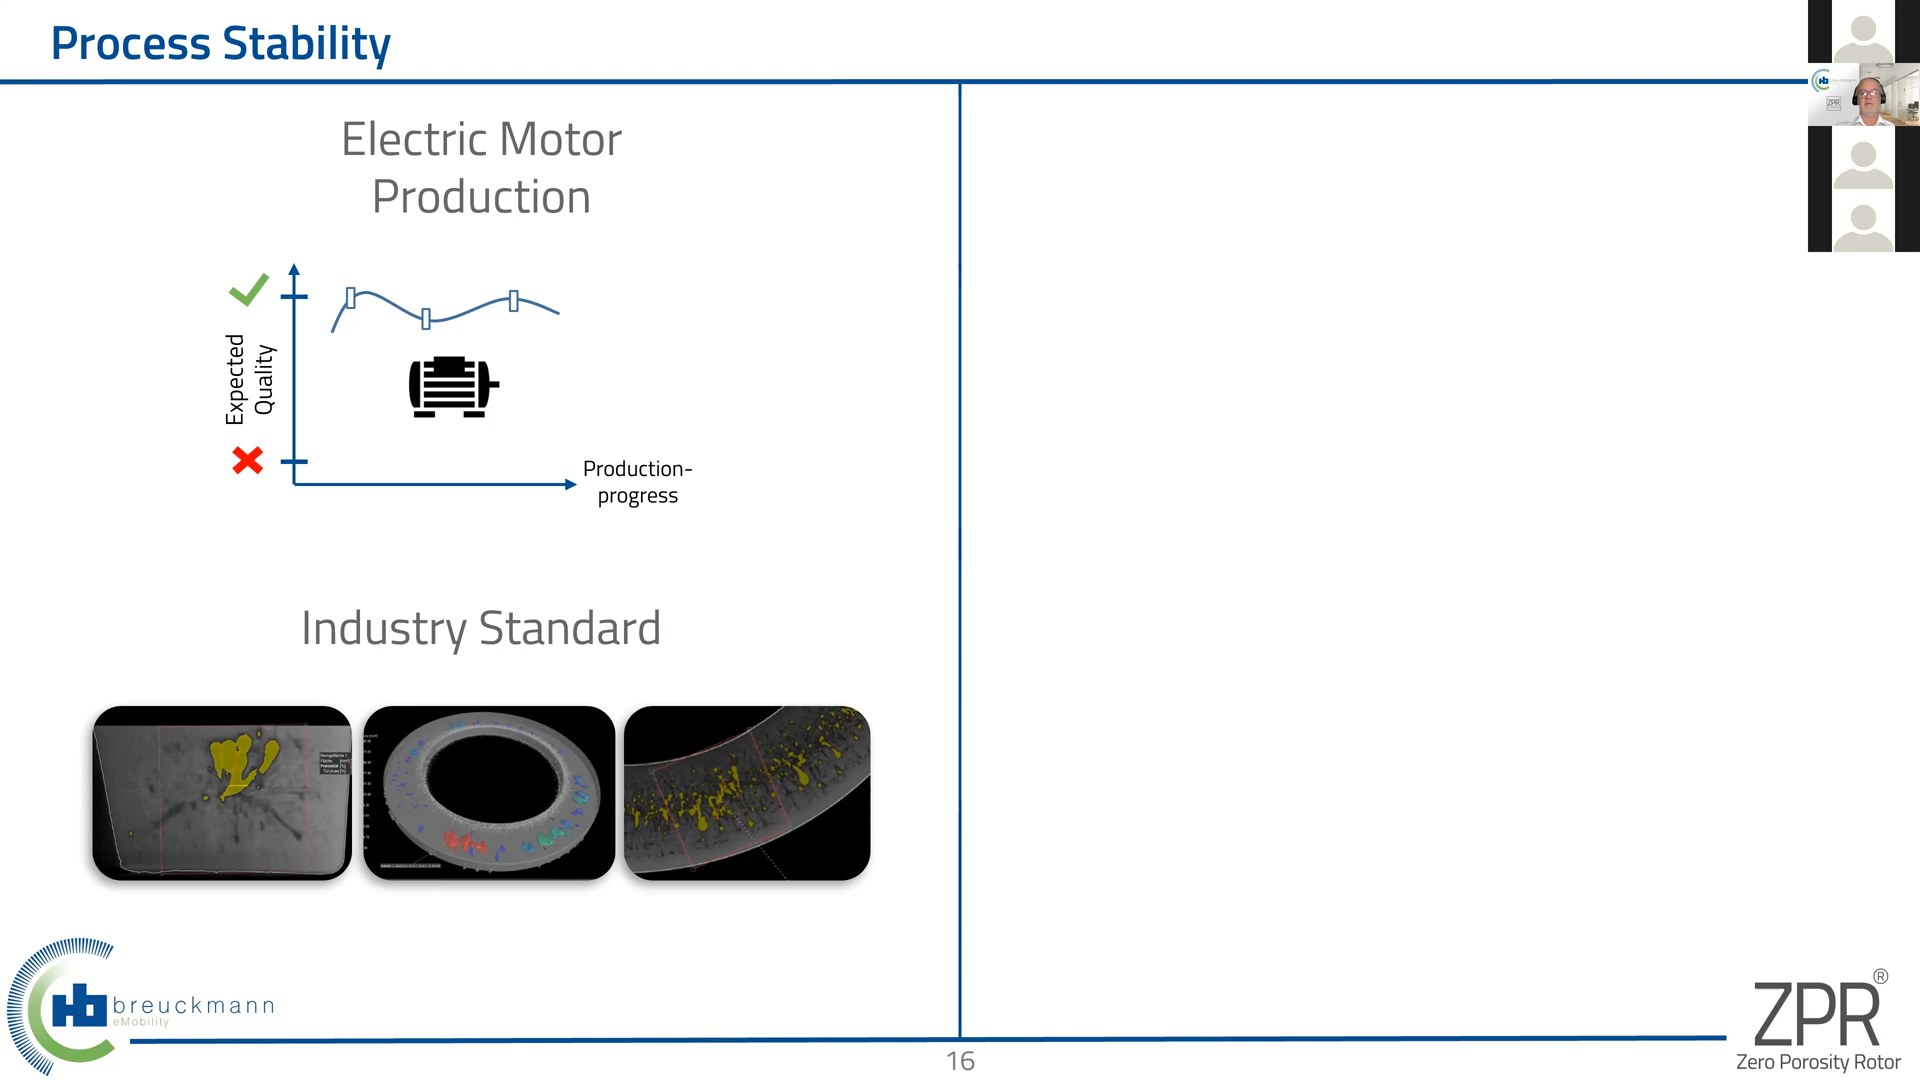 Process Stability
Electric Motor
Production
Expected
Quality
Production-
progress
Industry Standard
breuckmann
eMobility
16
ZPR®
Zero Porosity Rotor